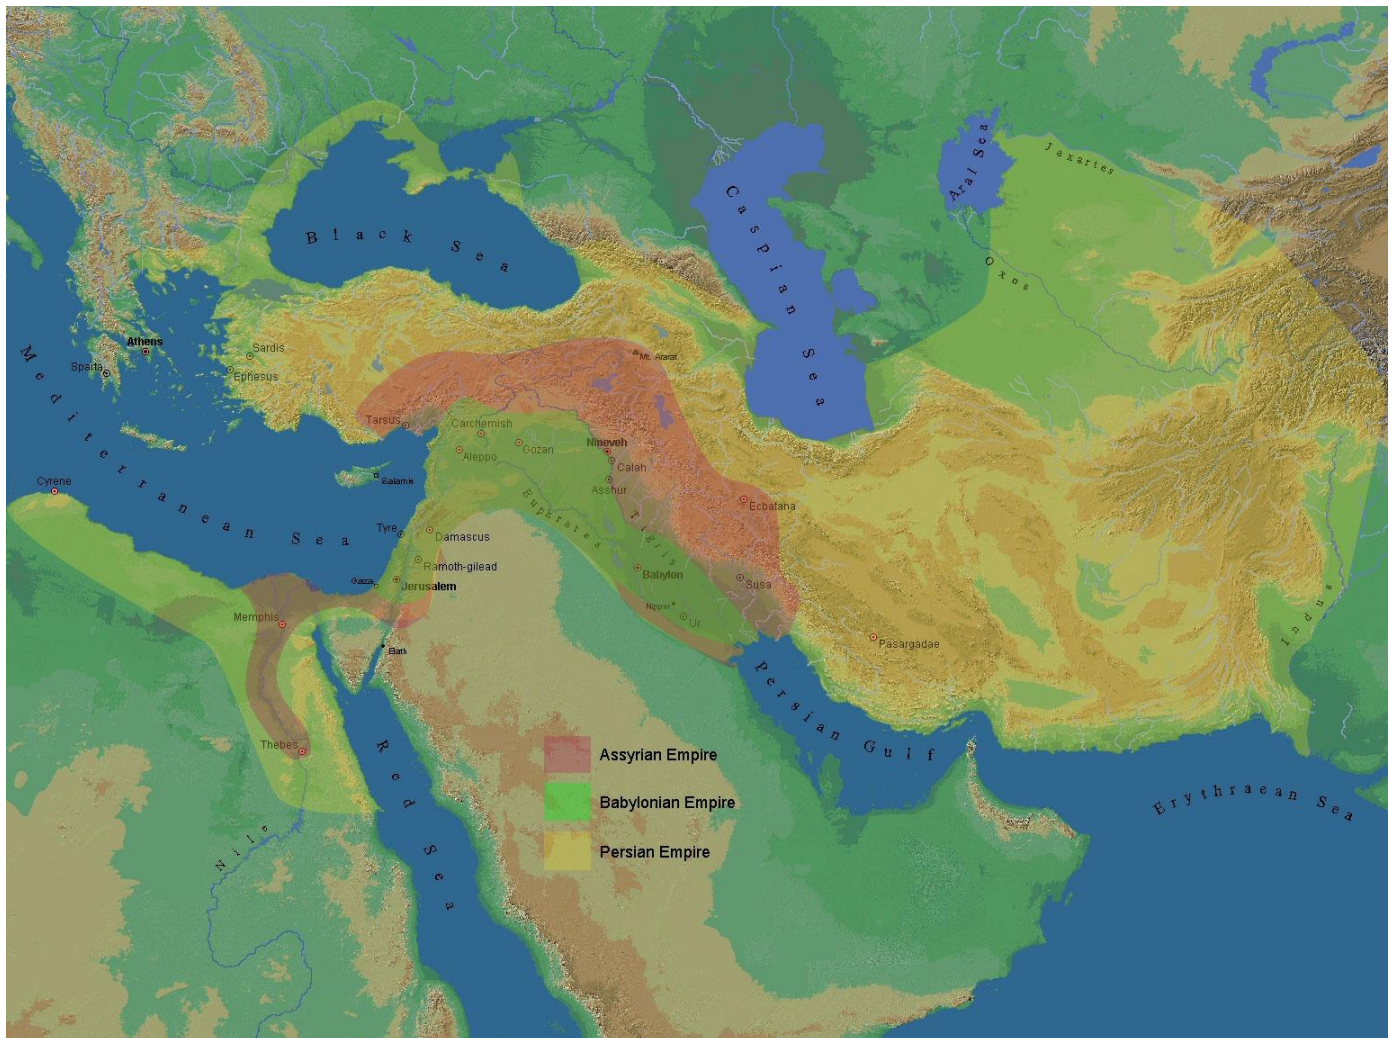 Aral Sea
Jaxartes
Caspian Sea
Black Sea
Oxus
Athens
Sardis
Mt. Ararat
Sparta
Ephesus
Mediterranean Sea
Tarsus
Carchemish
Nineveh
Gozan
Aleppo
Calah
Cyrene
Salamis
Asshur
Ecbatana
Euphrates
Tigris
Tyre
Damascus
Ramoth-gilead
Babylon
Gaza
Jerusalem
Susa
Nippur
Memphis
Ur
Indus
Pasargadae
Elath
Persian Gulf
Thebes
Red Sea
Assyrian Empire
Babylonian Empire
Erythraean Sea
Nile
Persian Empire